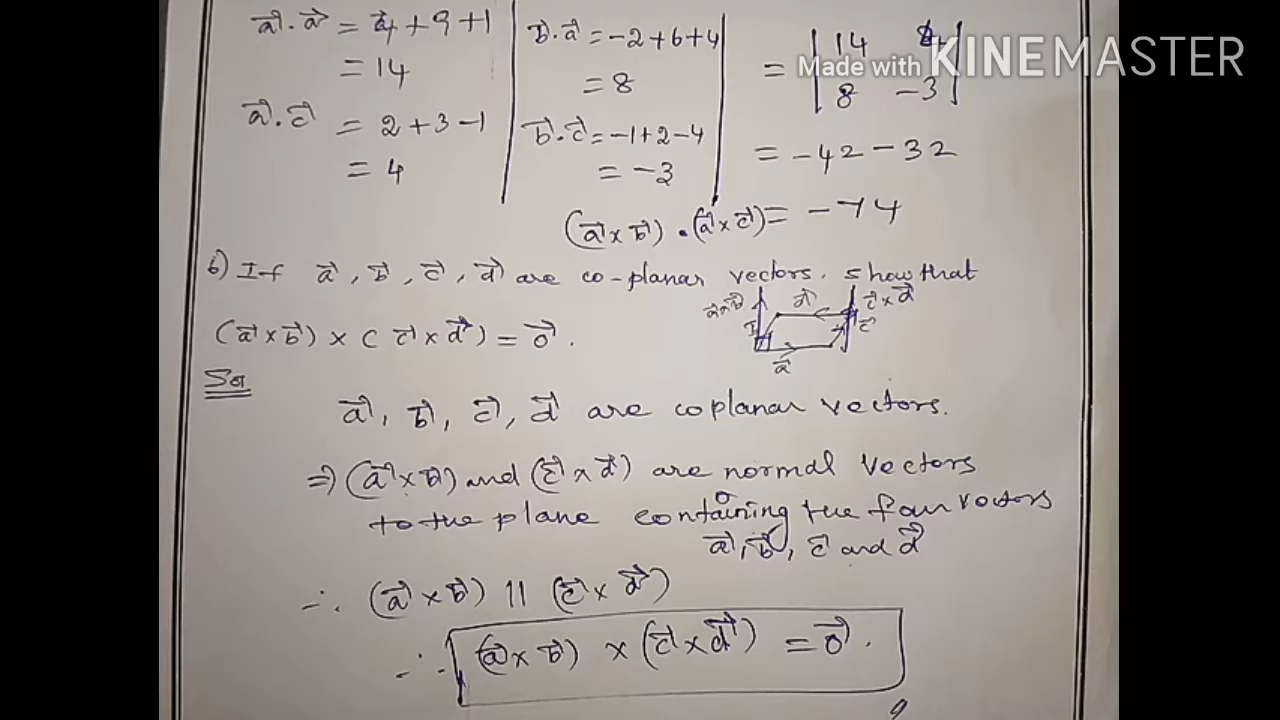 a⃗·a⃗ = 4+9+1
= 14
a⃗·c⃗ = 2+3-1
= 4
b⃗·a⃗ = -2+6+4
= 8
b⃗·c⃗ = -1+2-4
= -3
= | 14 4 |
| 8 -3 |
Made with KINEMASTER
= -42-32
(a⃗×b⃗)·(a⃗×c⃗) = -74
6) If a⃗, b⃗, c⃗, d⃗ are co-planar vectors. show that
(a⃗×b⃗)×(c⃗×d⃗) = 0⃗.
a⃗×b⃗ d⃗ c⃗×d⃗
c⃗
a⃗
Sol
a⃗, b⃗, c⃗, d⃗ are coplanar vectors.
⇒ (a⃗×b⃗) and (c⃗×d⃗) are normal vectors
to the plane containing the four vectors
a⃗, b⃗, c⃗ and d⃗
∴ (a⃗×b⃗) || (c⃗×d⃗)
∴ (a⃗×b⃗) × (c⃗×d⃗) = 0⃗.